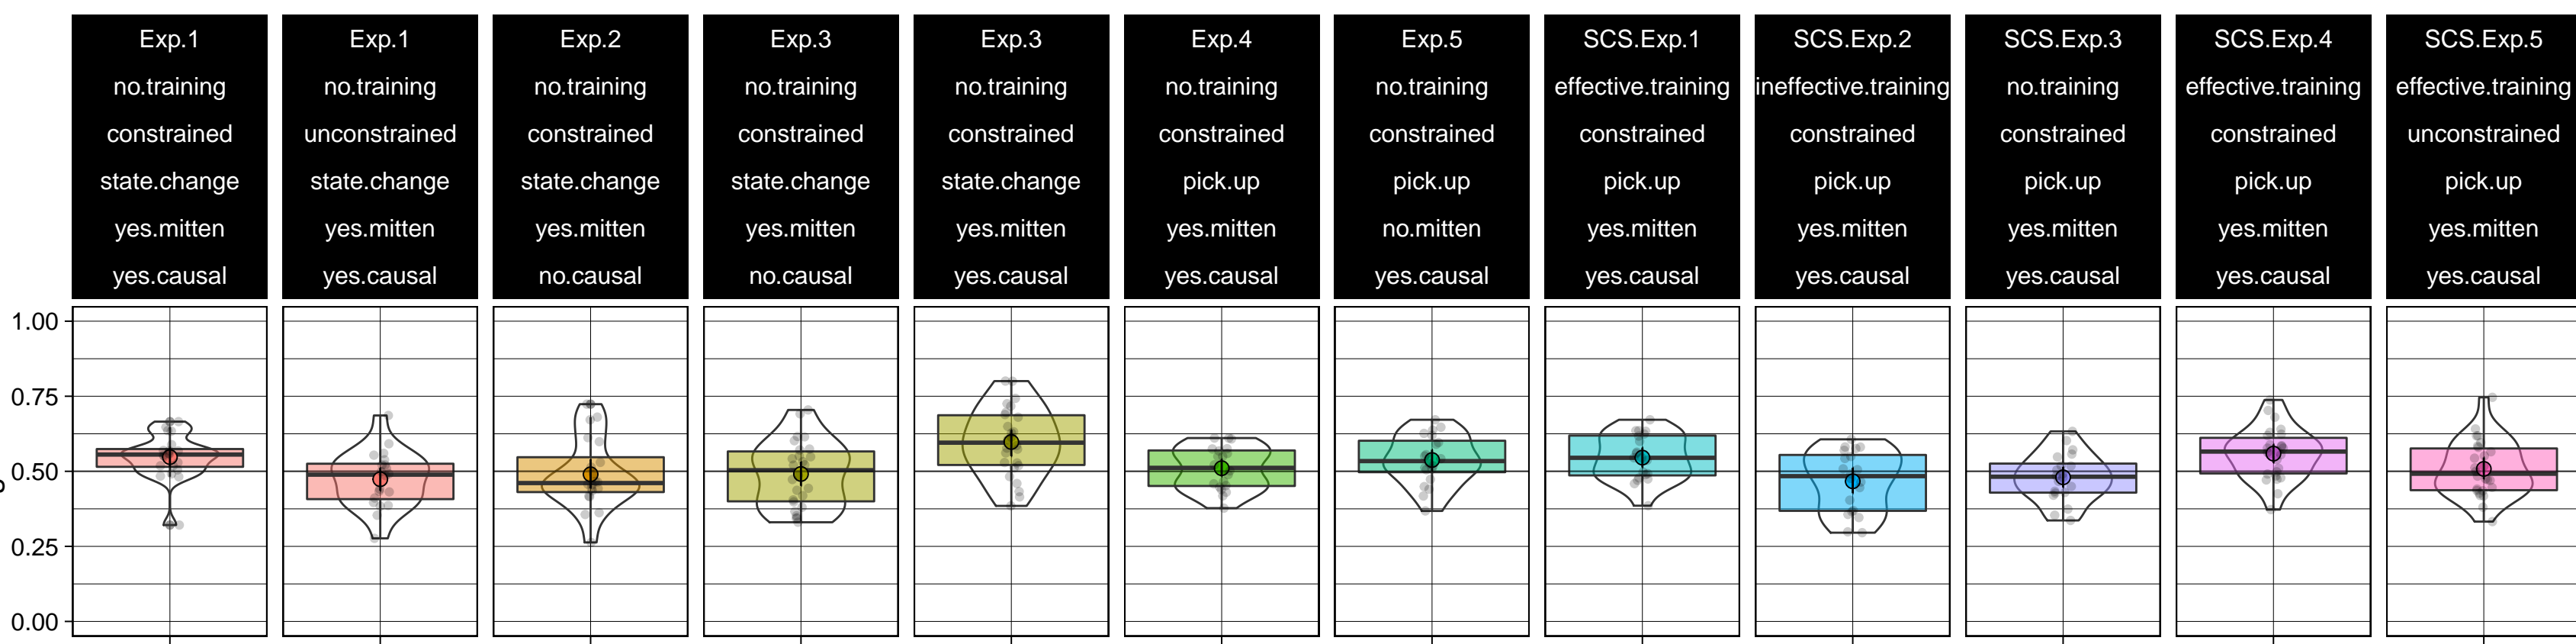 Exp.1 Exp.1 Exp.2 Exp.3 Exp.3 Exp.4 Exp.5 SCS.Exp.1 SCS.Exp.2 SCS.Exp.3 SCS.Exp.4 SCS.Exp.5
no.training no.training no.training no.training no.training no.training no.training effective.training ineffective.training no.training effective.training effective.training
constrained unconstrained constrained constrained constrained constrained constrained constrained constrained constrained constrained unconstrained
state.change state.change state.change state.change state.change pick.up pick.up pick.up pick.up pick.up pick.up pick.up
yes.mitten yes.mitten yes.mitten yes.mitten yes.mitten yes.mitten no.mitten yes.mitten yes.mitten yes.mitten yes.mitten yes.mitten
yes.causal yes.causal no.causal no.causal yes.causal yes.causal yes.causal yes.causal yes.causal yes.causal yes.causal yes.causal
1.00
0.75
0.50
0.25
0.00